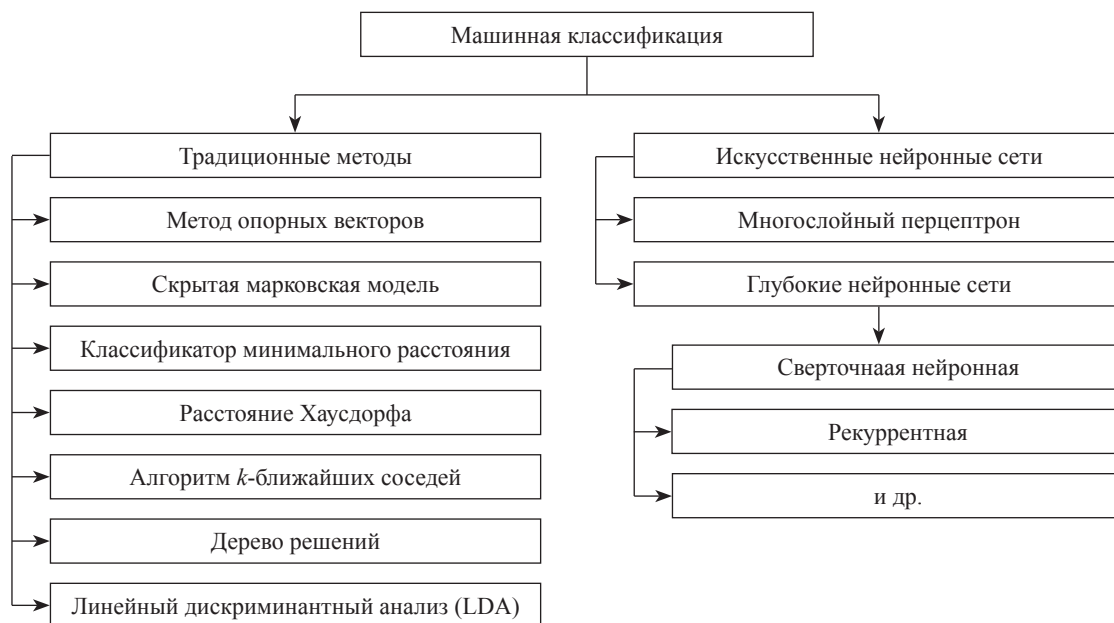 Машинная классификация
Традиционные методы
Метод опорных векторов
Скрытая марковская модель
Классификатор минимального расстояния
Расстояние Хаусдорфа
Алгоритм k-ближайших соседей
Дерево решений
Линейный дискриминантный анализ (LDA)
Искусственные нейронные сети
Многослойный перцептрон
Глубокие нейронные сети
Сверточнаая нейронная
Рекуррентная
и др.